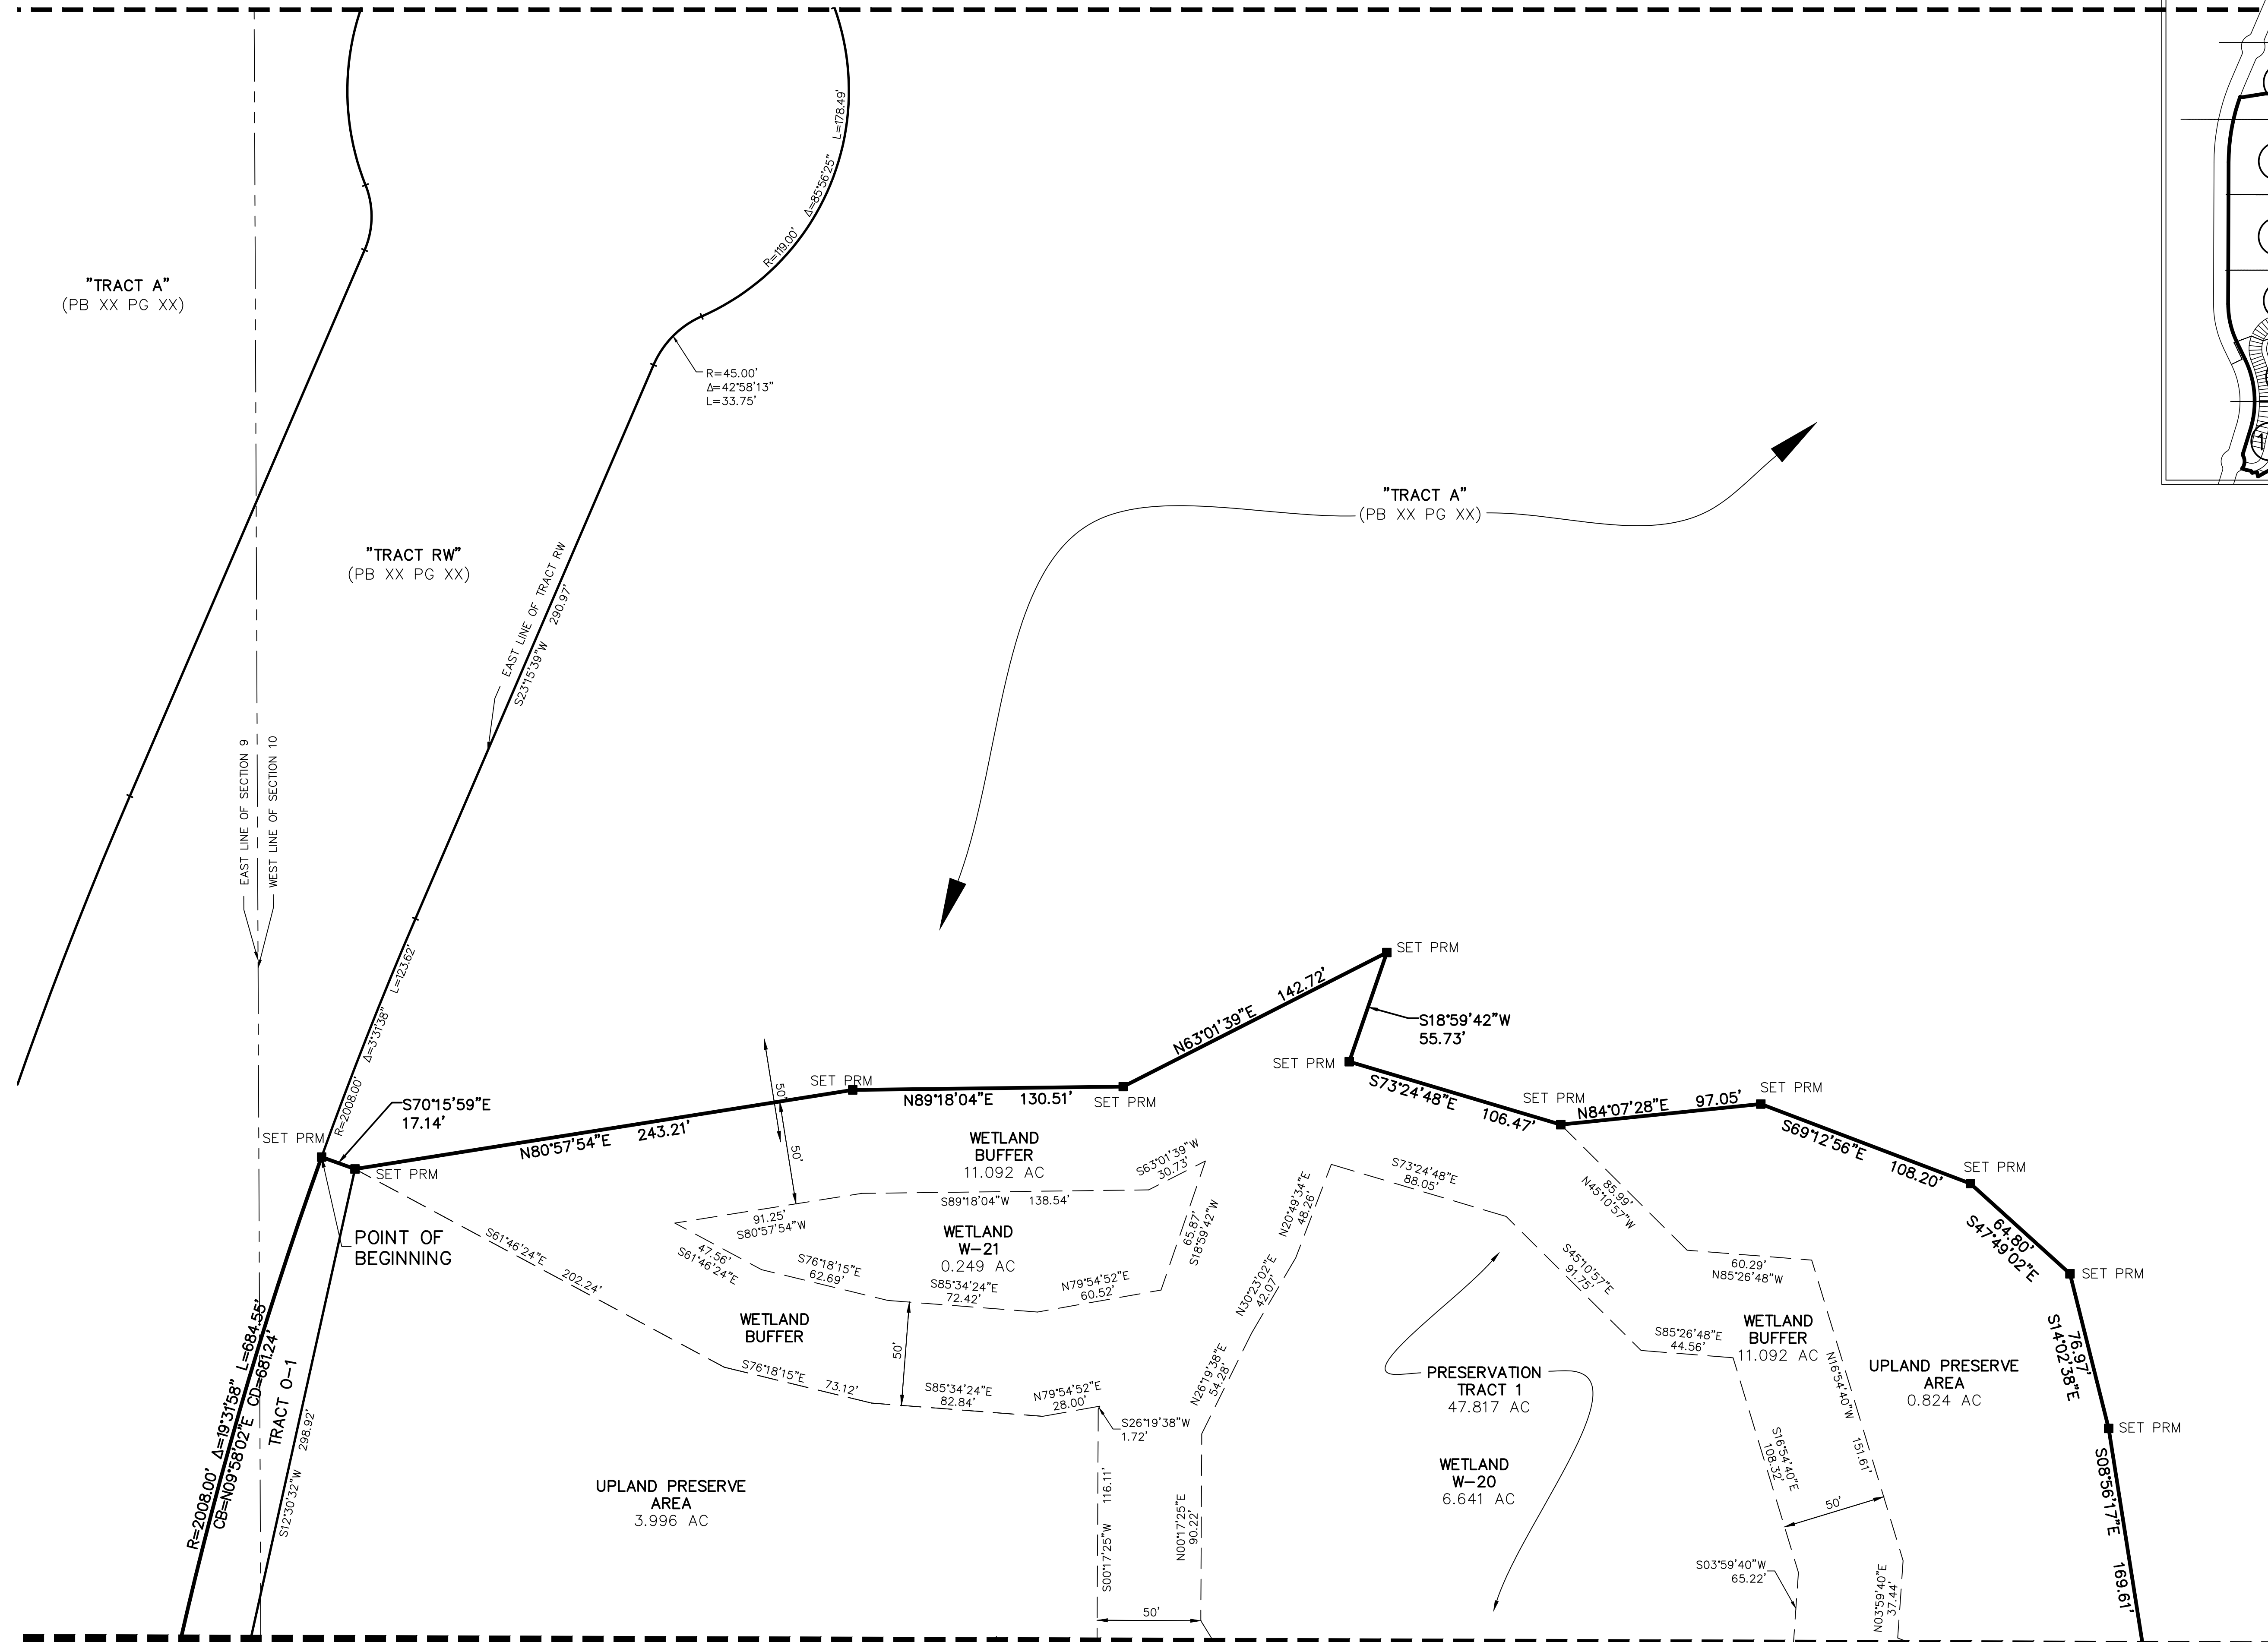 "TRACT A"
(PB XX PG XX)
"TRACT RW"
(PB XX PG XX)
"TRACT A"
(PB XX PG XX)
R=119.00' Δ=85°56'25" L=178.49'
R=45.00'
Δ=42°58'13"
L=33.75'
EAST LINE OF TRACT RW
S23°15'39"W 290.97'
EAST LINE OF SECTION 9
WEST LINE OF SECTION 10
R=2008.00' Δ=3°31'38" L=123.62'
SET PRM
S70°15'59"E
17.14'
SET PRM
POINT OF
BEGINNING
N80°57'54"E 243.21'
SET PRM
50'
50'
N89°18'04"E 130.51'
SET PRM
N63°01'39"E 142.72'
SET PRM
S18°59'42"W
55.73'
SET PRM
S73°24'48"E 106.47'
SET PRM
N84°07'28"E 97.05'
SET PRM
S69°12'56"E 108.20'
SET PRM
64.80'
S47°49'02"E
SET PRM
76.97'
S14°02'38"E
SET PRM
S08°56'17"E 169.61'
R=2008.00' Δ=19°31'58" L=684.55'
CB=N09°58'02"E CD=681.24'
TRACT O-1
S12°30'32"W 298.92'
WETLAND
BUFFER
11.092 AC
S63°01'39"W
30.73'
S89°18'04"W 138.54'
91.25'
S80°57'54"W
WETLAND
W-21
0.249 AC
65.87'
S18°59'42"W
47.56'
S61°46'24"E
S76°18'15"E
62.69'
S85°34'24"E
72.42'
N79°54'52"E
60.52'
S61°46'24"E 202.24'
WETLAND
BUFFER
50'
S76°18'15"E 73.12'
S85°34'24"E
82.84'
N79°54'52"E
28.00'
S26°19'38"W
1.72'
UPLAND PRESERVE
AREA
3.996 AC
S00°17'25"W 116.11'
N00°17'25"E
90.22'
50'
N26°19'38"E
54.28'
N30°23'02"E
42.07'
N20°49'34"E
48.26'
S73°24'48"E
88.05'
S45°10'57"E
91.75'
85.99'
N45°10'57"W
60.29'
N85°26'48"W
S85°26'48"E
44.56'
WETLAND
BUFFER
11.092 AC
PRESERVATION
TRACT 1
47.817 AC
WETLAND
W-20
6.641 AC
UPLAND PRESERVE
AREA
0.824 AC
N16°54'40"W 151.61'
S16°54'40"E
108.32'
50'
S03°59'40"W
65.22'
N03°59'40"E
37.44'
1